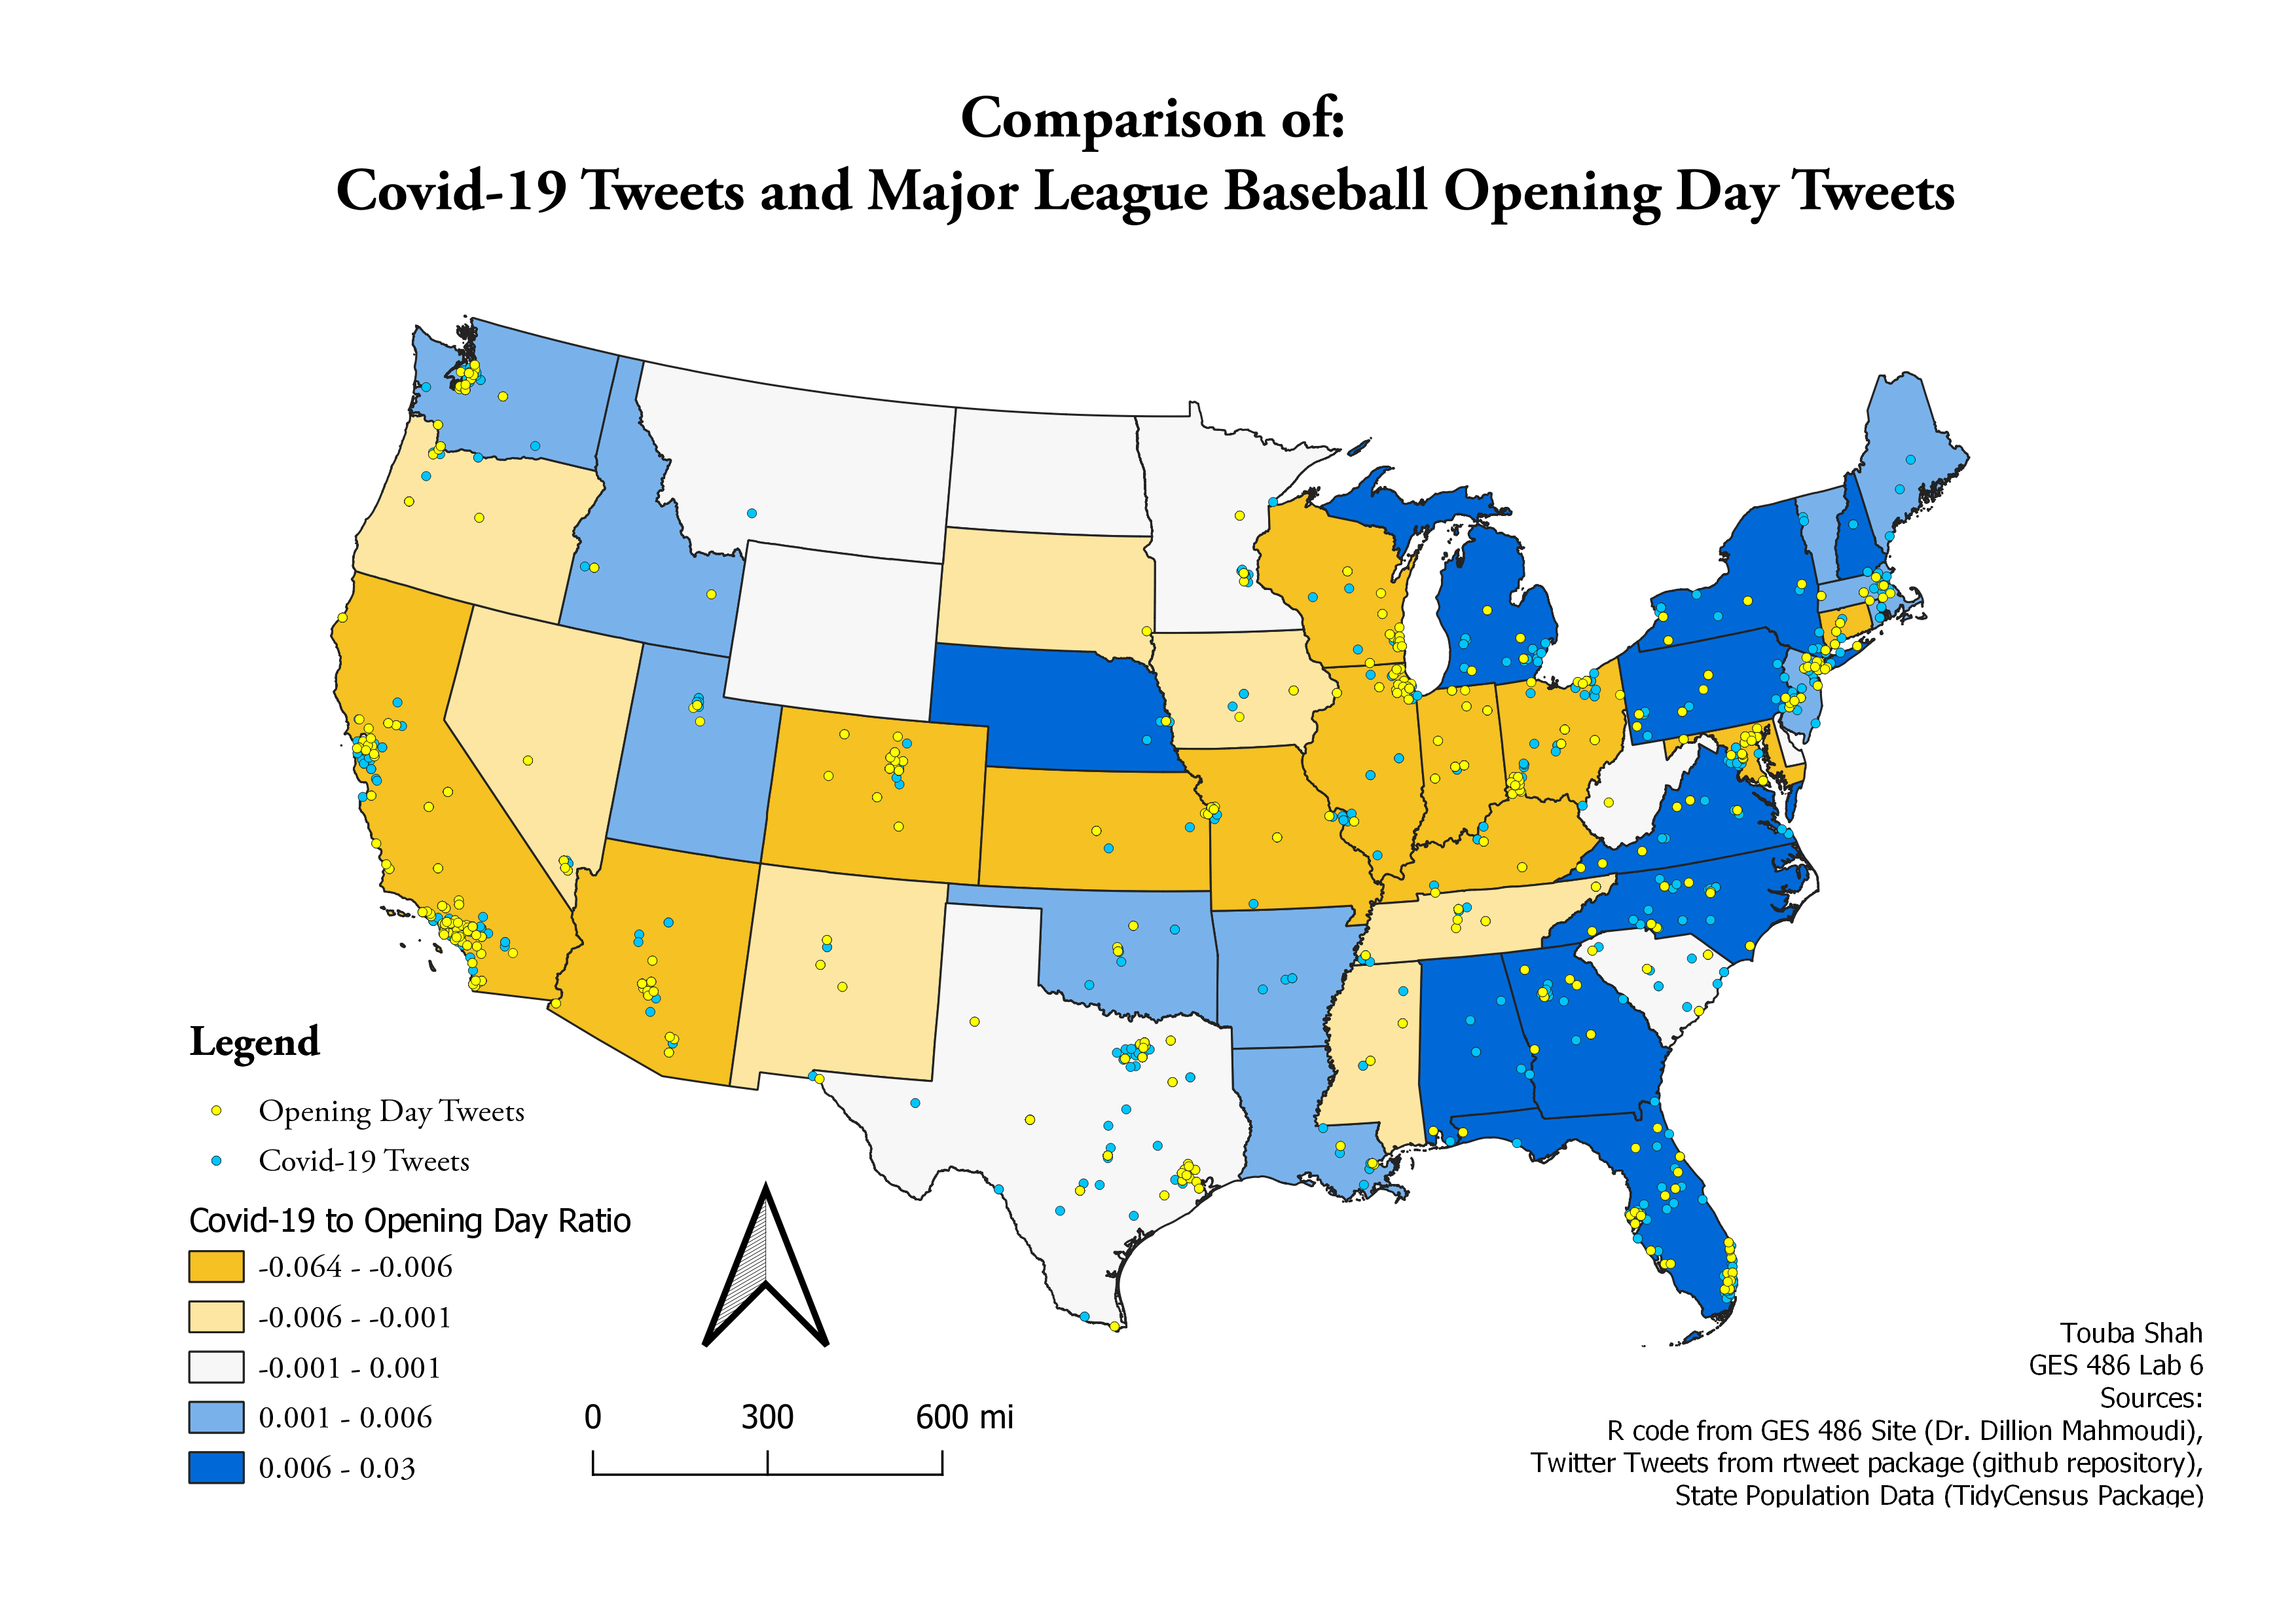 Comparison of:
Covid-19 Tweets and Major League Baseball Opening Day Tweets
Legend
Opening Day Tweets
Covid-19 Tweets
Covid-19 to Opening Day Ratio
-0.064 - -0.006
-0.006 - -0.001
-0.001 - 0.001
0.001 - 0.006
0.006 - 0.03
0 300 600 mi
Touba Shah
GES 486 Lab 6
Sources:
R code from GES 486 Site (Dr. Dillion Mahmoudi),
Twitter Tweets from rtweet package (github repository),
State Population Data (TidyCensus Package)